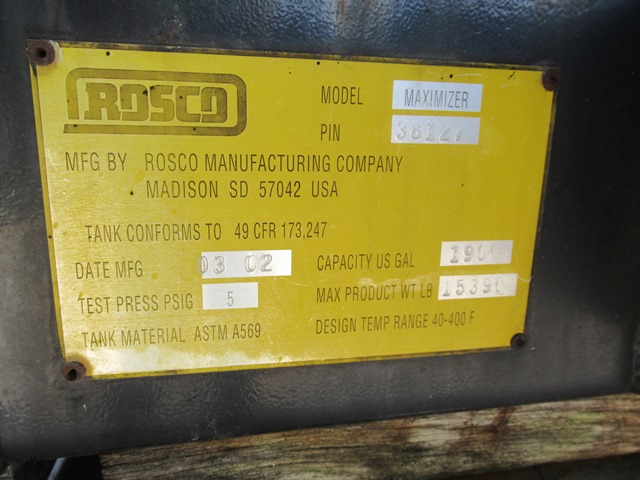 ROSCO
MODEL MAXIMIZER
PIN
MFG BY ROSCO MANUFACTURING COMPANY
MADISON SD 57042 USA
TANK CONFORMS TO 49 CFR 173,247
DATE MFG 03 02
CAPACITY US GAL
TEST PRESS PSIG 5
MAX PRODUCT WT LB
TANK MATERIAL ASTM A569
DESIGN TEMP RANGE 40-400 F